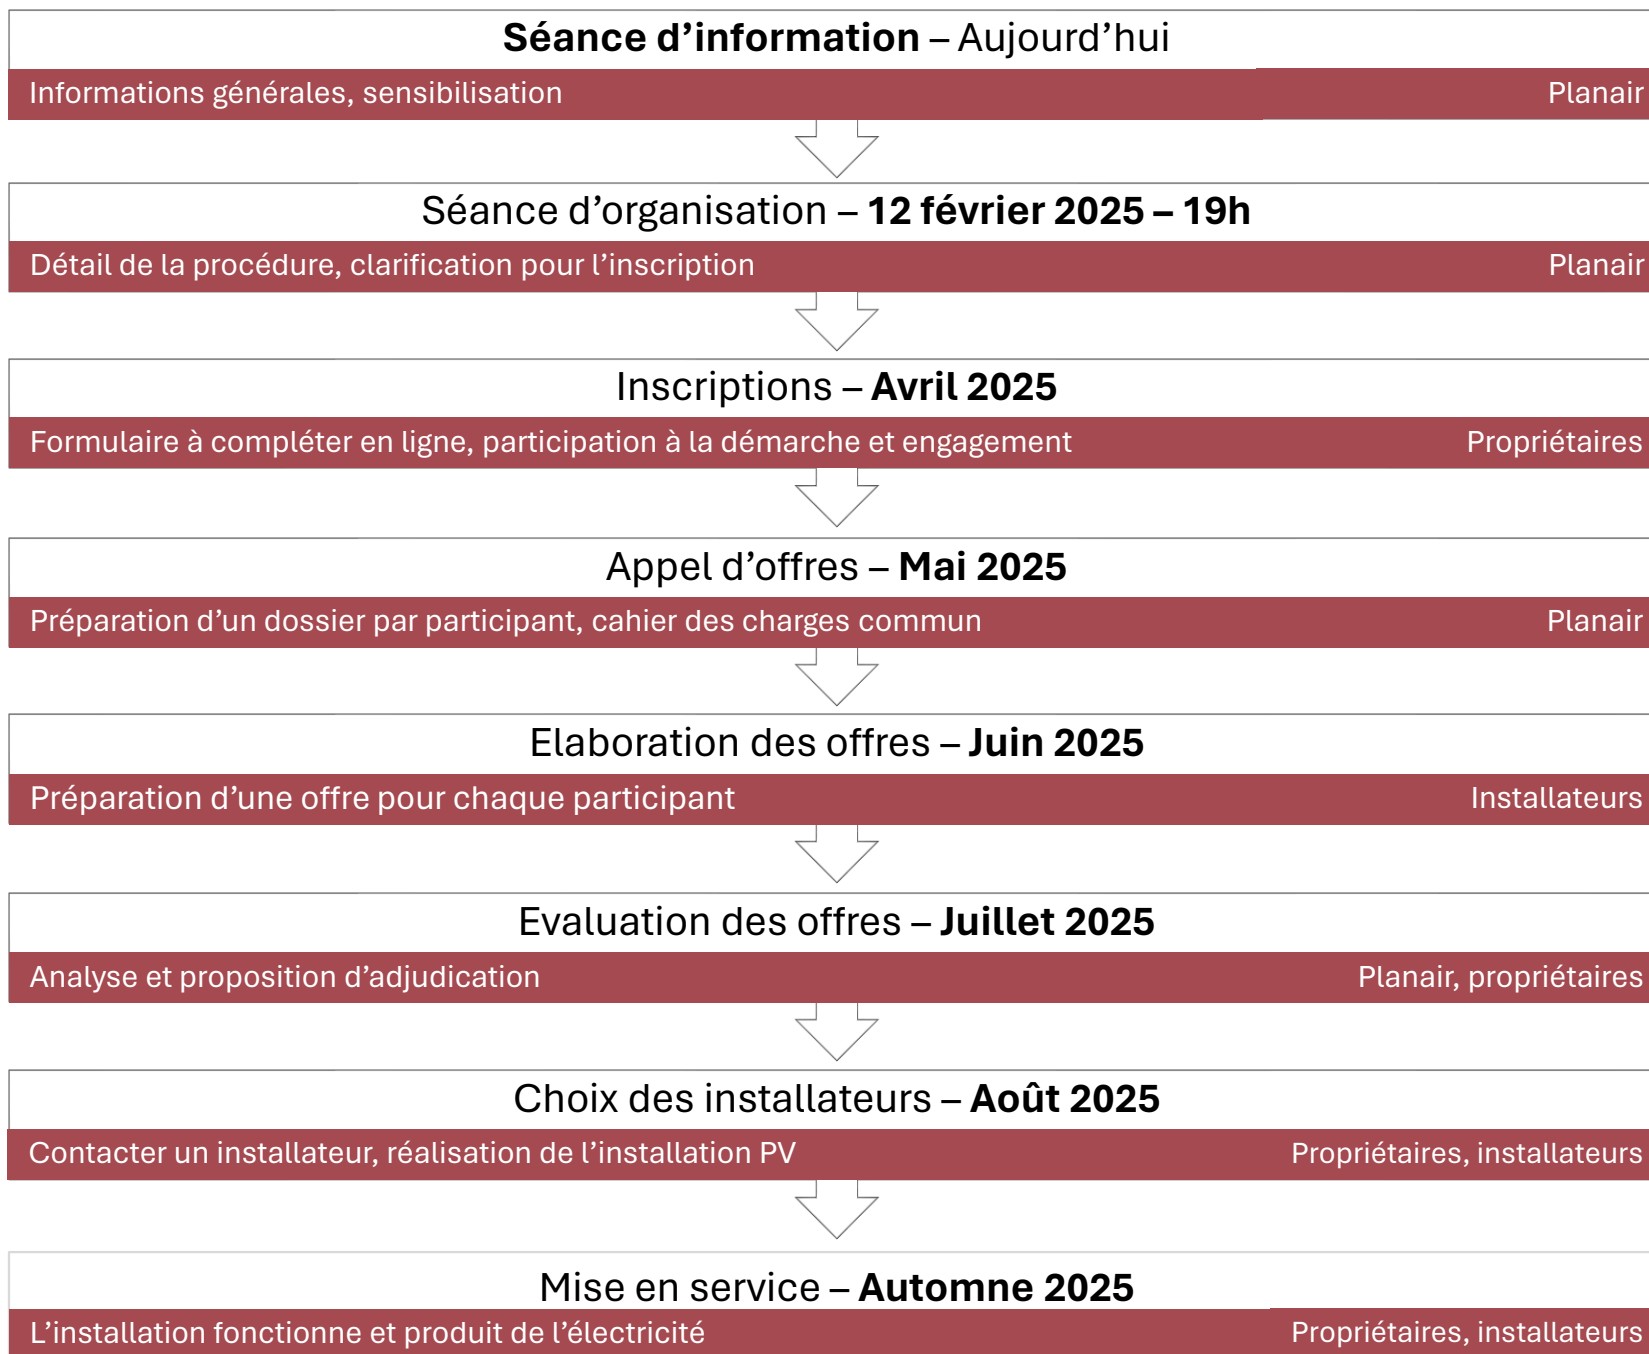 Séance d’information – Aujourd’hui
Informations générales, sensibilisation Planair
Séance d’organisation – 12 février 2025 – 19h
Détail de la procédure, clarification pour l’inscription Planair
Inscriptions – Avril 2025
Formulaire à compléter en ligne, participation à la démarche et engagement Propriétaires
Appel d’offres – Mai 2025
Préparation d’un dossier par participant, cahier des charges commun Planair
Elaboration des offres – Juin 2025
Préparation d’une offre pour chaque participant Installateurs
Evaluation des offres – Juillet 2025
Analyse et proposition d’adjudication Planair, propriétaires
Choix des installateurs – Août 2025
Contacter un installateur, réalisation de l’installation PV Propriétaires, installateurs
Mise en service – Automne 2025
L’installation fonctionne et produit de l’électricité Propriétaires, installateurs